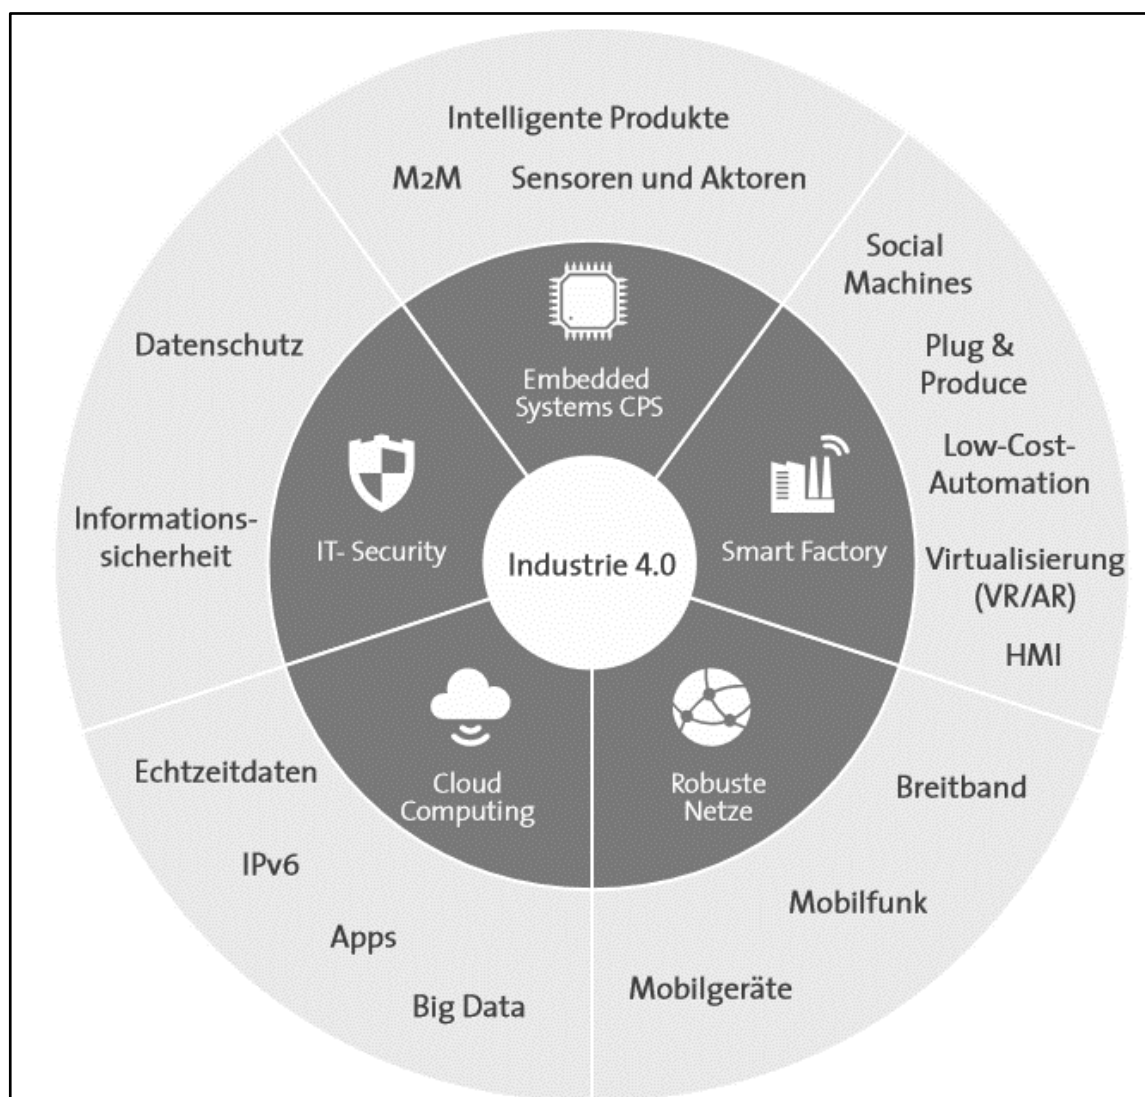 Intelligente Produkte
M2M Sensoren und Aktoren
Social
Machines
Plug &
Produce
Low-Cost-
Automation
Virtualisierung
(VR/AR)
HMI
Breitband
Mobilfunk
Mobilgeräte
Big Data
Apps
IPv6
Echtzeitdaten
Informations-
sicherheit
Datenschutz
Embedded
Systems CPS
Smart Factory
Robuste
Netze
Cloud
Computing
IT- Security
Industrie 4.0